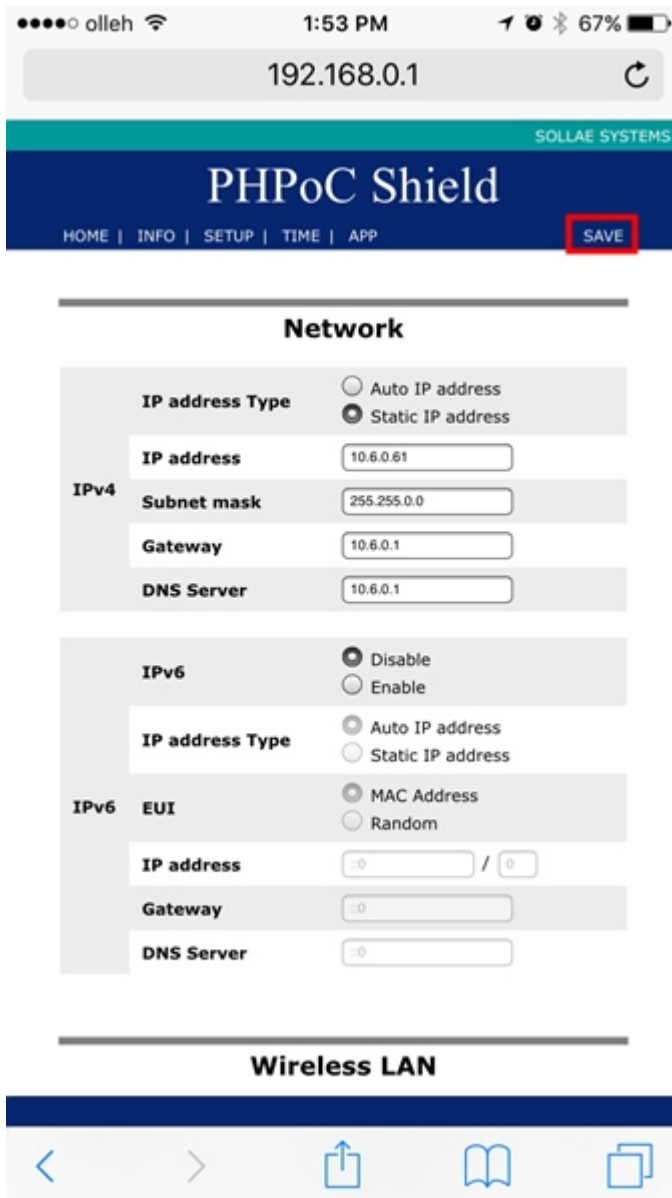 olleh 1:53 PM 67%
192.168.0.1
SOLLAE SYSTEMS
PHPoC Shield
HOME | INFO | SETUP | TIME | APP SAVE
Network
IPv4
IP address Type
Auto IP address
Static IP address
IP address 10.6.0.61
Subnet mask 255.255.0.0
Gateway 10.6.0.1
DNS Server 10.6.0.1
IPv6
IPv6
Disable
Enable
IP address Type
Auto IP address
Static IP address
EUI
MAC Address
Random
IP address ::0 / 0
Gateway ::0
DNS Server ::0
Wireless LAN